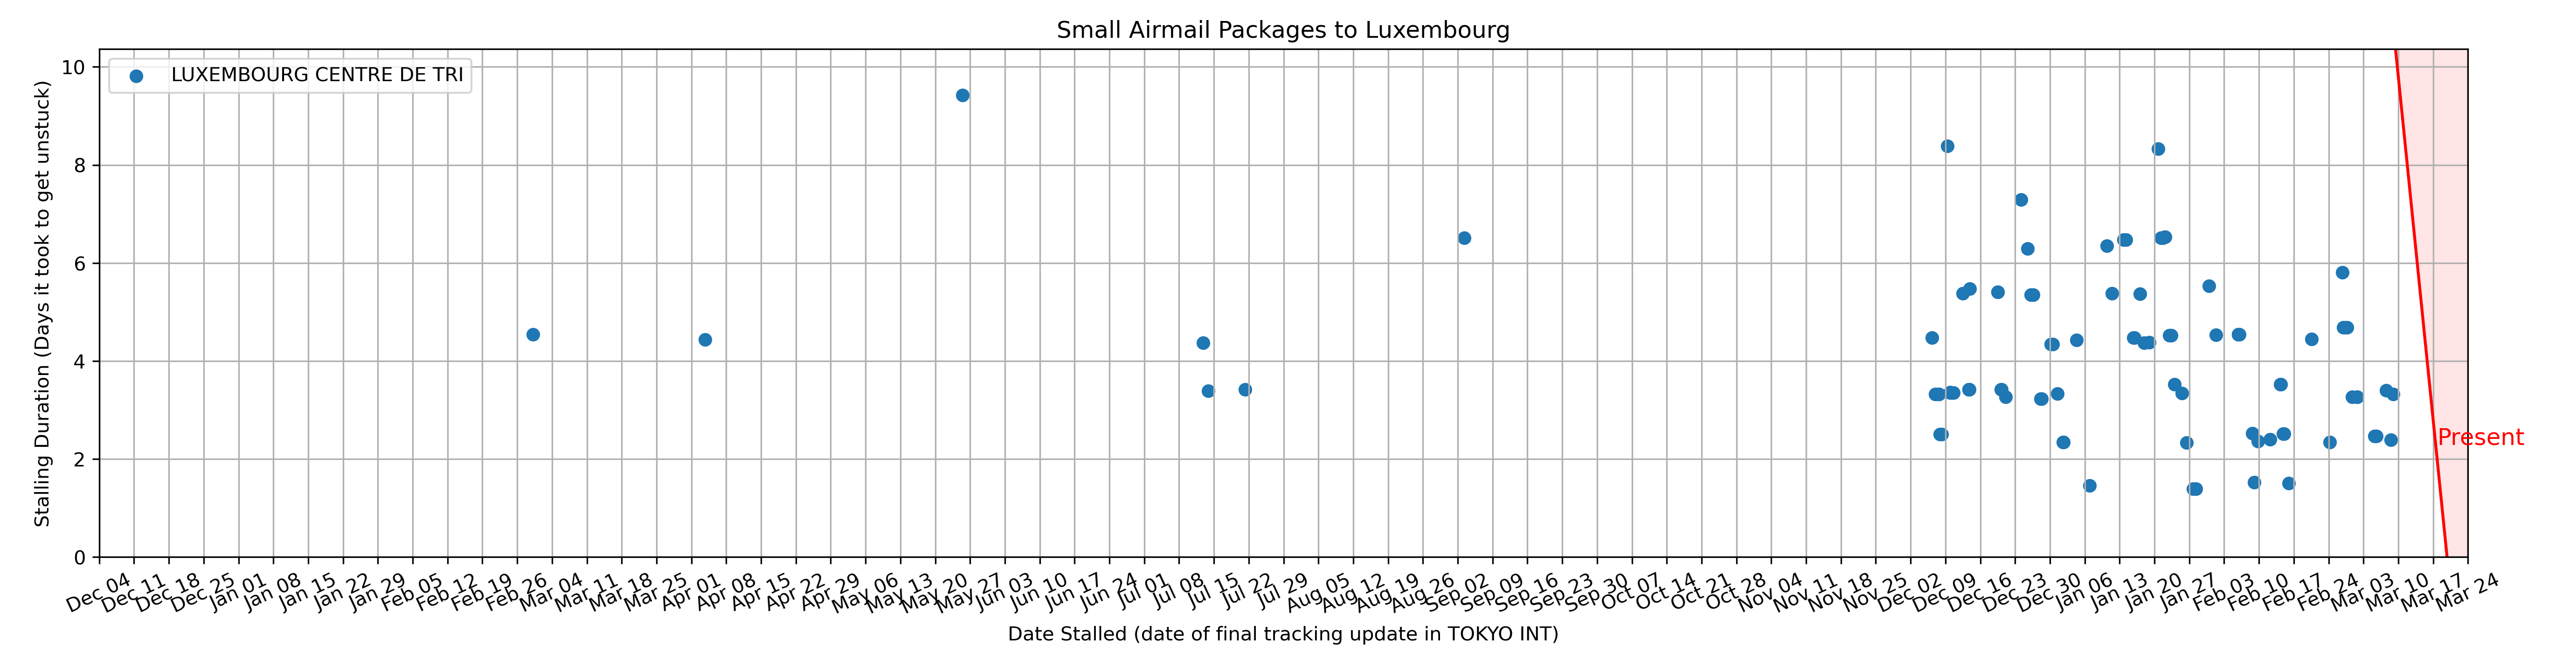 Small Airmail Packages to Luxembourg
LUXEMBOURG CENTRE DE TRI
Stalling Duration (Days it took to get unstuck)
10
8
6
4
2
0
Present
Dec 04 Dec 11 Dec 18 Dec 25 Jan 01 Jan 08 Jan 15 Jan 22 Jan 29 Feb 05 Feb 12 Feb 19 Feb 26 Mar 04 Mar 11 Mar 18 Mar 25 Apr 01 Apr 08 Apr 15 Apr 22 Apr 29 May 06 May 13 May 20 May 27 Jun 03 Jun 10 Jun 17 Jun 24 Jul 01 Jul 08 Jul 15 Jul 22 Jul 29 Aug 05 Aug 12 Aug 19 Aug 26 Sep 02 Sep 09 Sep 16 Sep 23 Sep 30 Oct 07 Oct 14 Oct 21 Oct 28 Nov 04 Nov 11 Nov 18 Nov 25 Dec 02 Dec 09 Dec 16 Dec 23 Dec 30 Jan 06 Jan 13 Jan 20 Jan 27 Feb 03 Feb 10 Feb 17 Feb 24 Mar 03 Mar 10 Mar 17 Mar 24
Date Stalled (date of final tracking update in TOKYO INT)